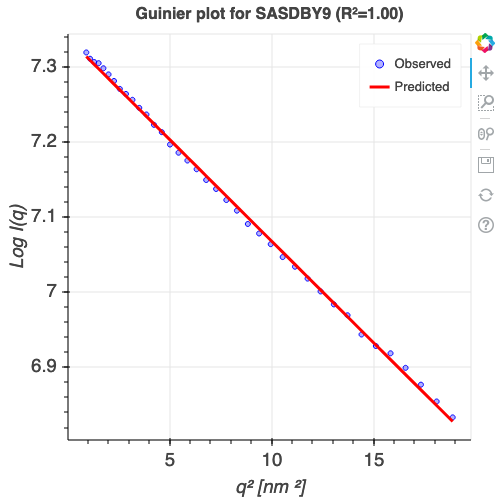 Guinier plot for SASDBY9 (R²=1.00)
Observed
Predicted
7.3
7.2
7.1
7
6.9
Log I(q)
5
10
15
q² [nm ²]